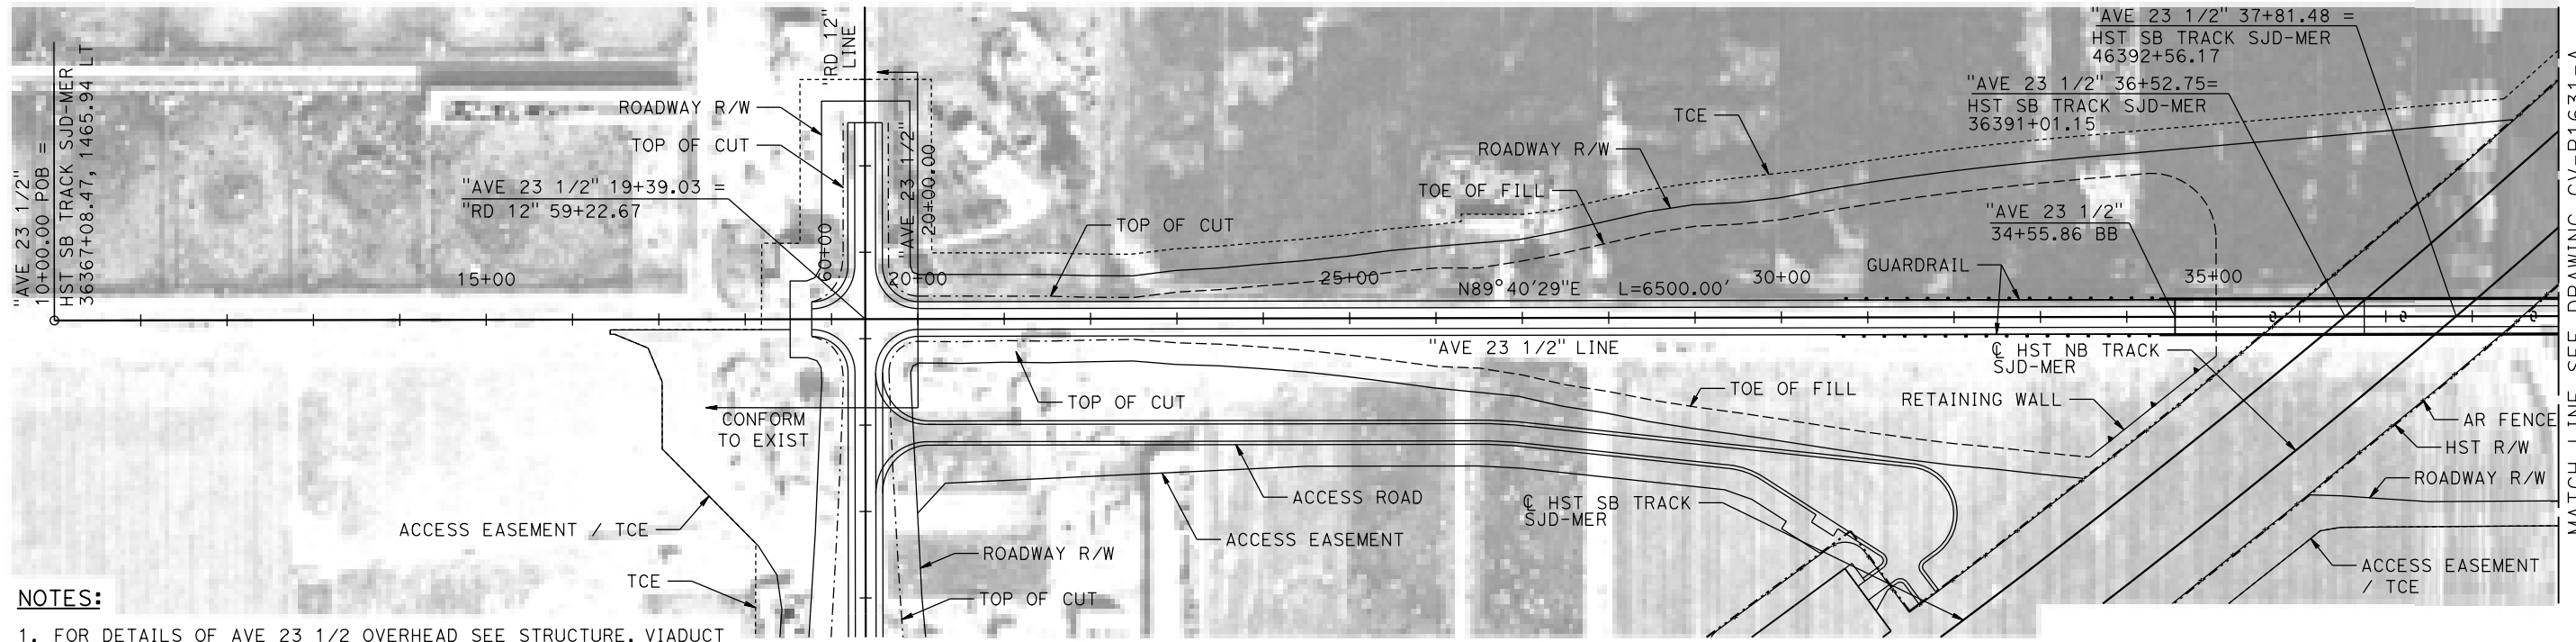 "AVE 23 1/2"
10+00.00 POB =
HST SB TRACK SJD-MER
36367+08.47, 1465.94 LT
"RD 12"
LINE
ROADWAY R/W
TOP OF CUT
"AVE 23 1/2" 19+39.03 =
"RD 12" 59+22.67
"AVE 23 1/2"
20+00.00
60+00
15+00
20+00
25+00
30+00
35+00
TOP OF CUT
TOE OF FILL
ROADWAY R/W
TCE
"AVE 23 1/2" 37+81.48 =
HST SB TRACK SJD-MER
46392+56.17
"AVE 23 1/2" 36+52.75=
HST SB TRACK SJD-MER
36391+01.15
"AVE 23 1/2"
34+55.86 BB
GUARDRAIL
N89°40'29"E L=6500.00'
"AVE 23 1/2" LINE
℄ HST NB TRACK
SJD-MER
RETAINING WALL
TOE OF FILL
TOP OF CUT
CONFORM
TO EXIST
ACCESS EASEMENT / TCE
TCE
ROADWAY R/W
TOP OF CUT
ACCESS EASEMENT
ACCESS ROAD
℄ HST SB TRACK
SJD-MER
AR FENCE
HST R/W
ROADWAY R/W
ACCESS EASEMENT
/ TCE
MATCH LINE SEE DRAWING CV-R1631-A
NOTES:
1. FOR DETAILS OF AVE 23 1/2 OVERHEAD SEE STRUCTURE, VIADUCT